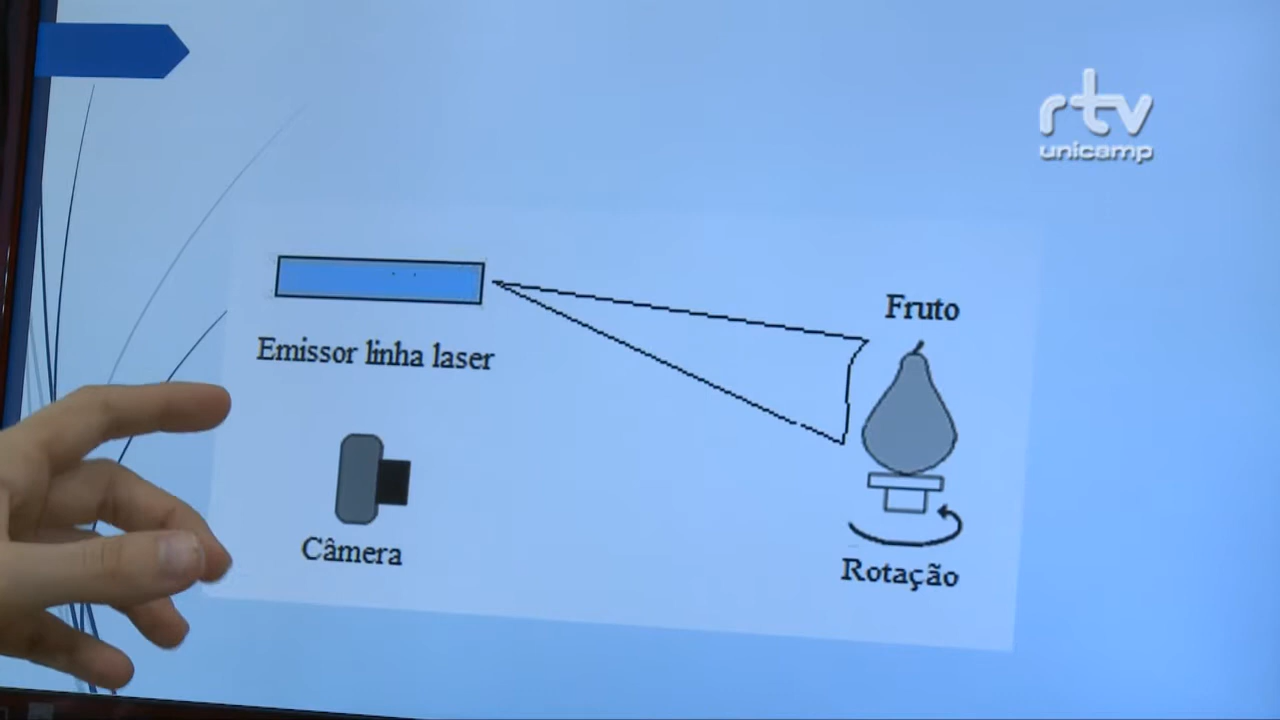 rtv
unicamp
Fruto
Emissor linha laser
Câmera
Rotação